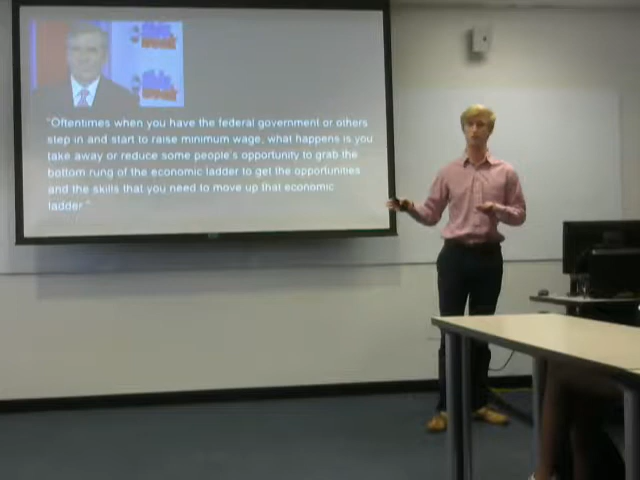 "Oftentimes when you have the federal government or others
step in and start to raise minimum wage, what happens is you
take away or reduce some people's opportunity to grab the
bottom rung of the economic ladder to get the opportunities
and the skills that you need to move up that economic
ladder."